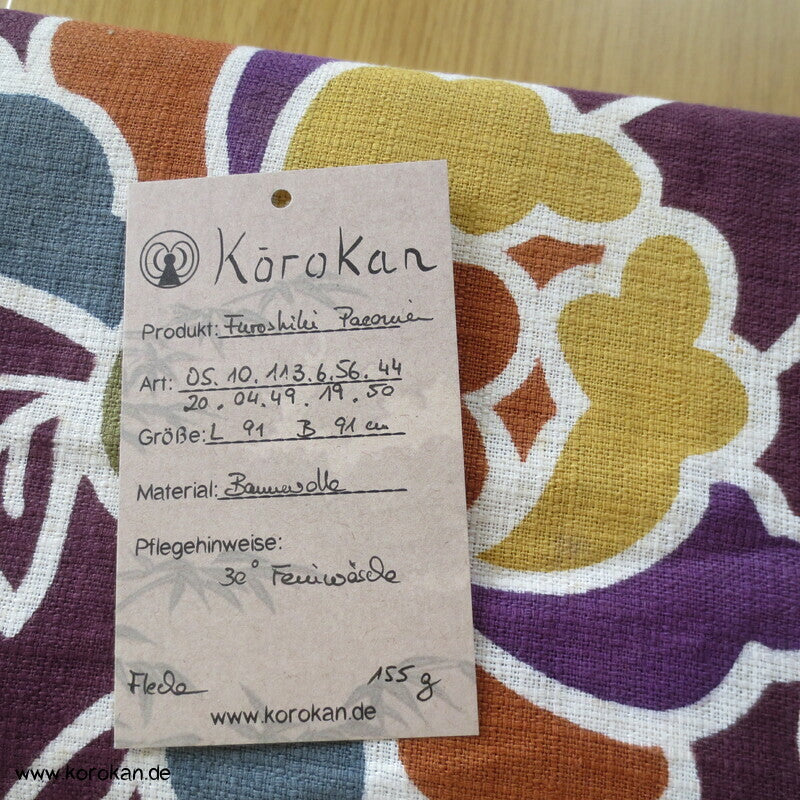 Kōrokan
Produkt: Furoshiki Paeonie
Art: 05. 10. 113. 6. 56. 44
20. 04. 49. 19. 50
Größe: L 91 B 91 cm
Material: Baumwolle
Pflegehinweise:
30° Feinwäsche
Flecke 155 g
www.korokan.de
www.korokan.de